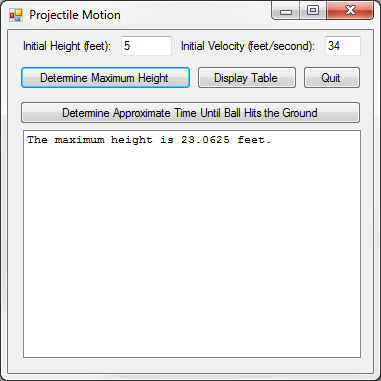 Projectile Motion
Initial Height (feet): 5 Initial Velocity (feet/second): 34
Determine Maximum Height Display Table Quit
Determine Approximate Time Until Ball Hits the Ground
The maximum height is 23.0625 feet.